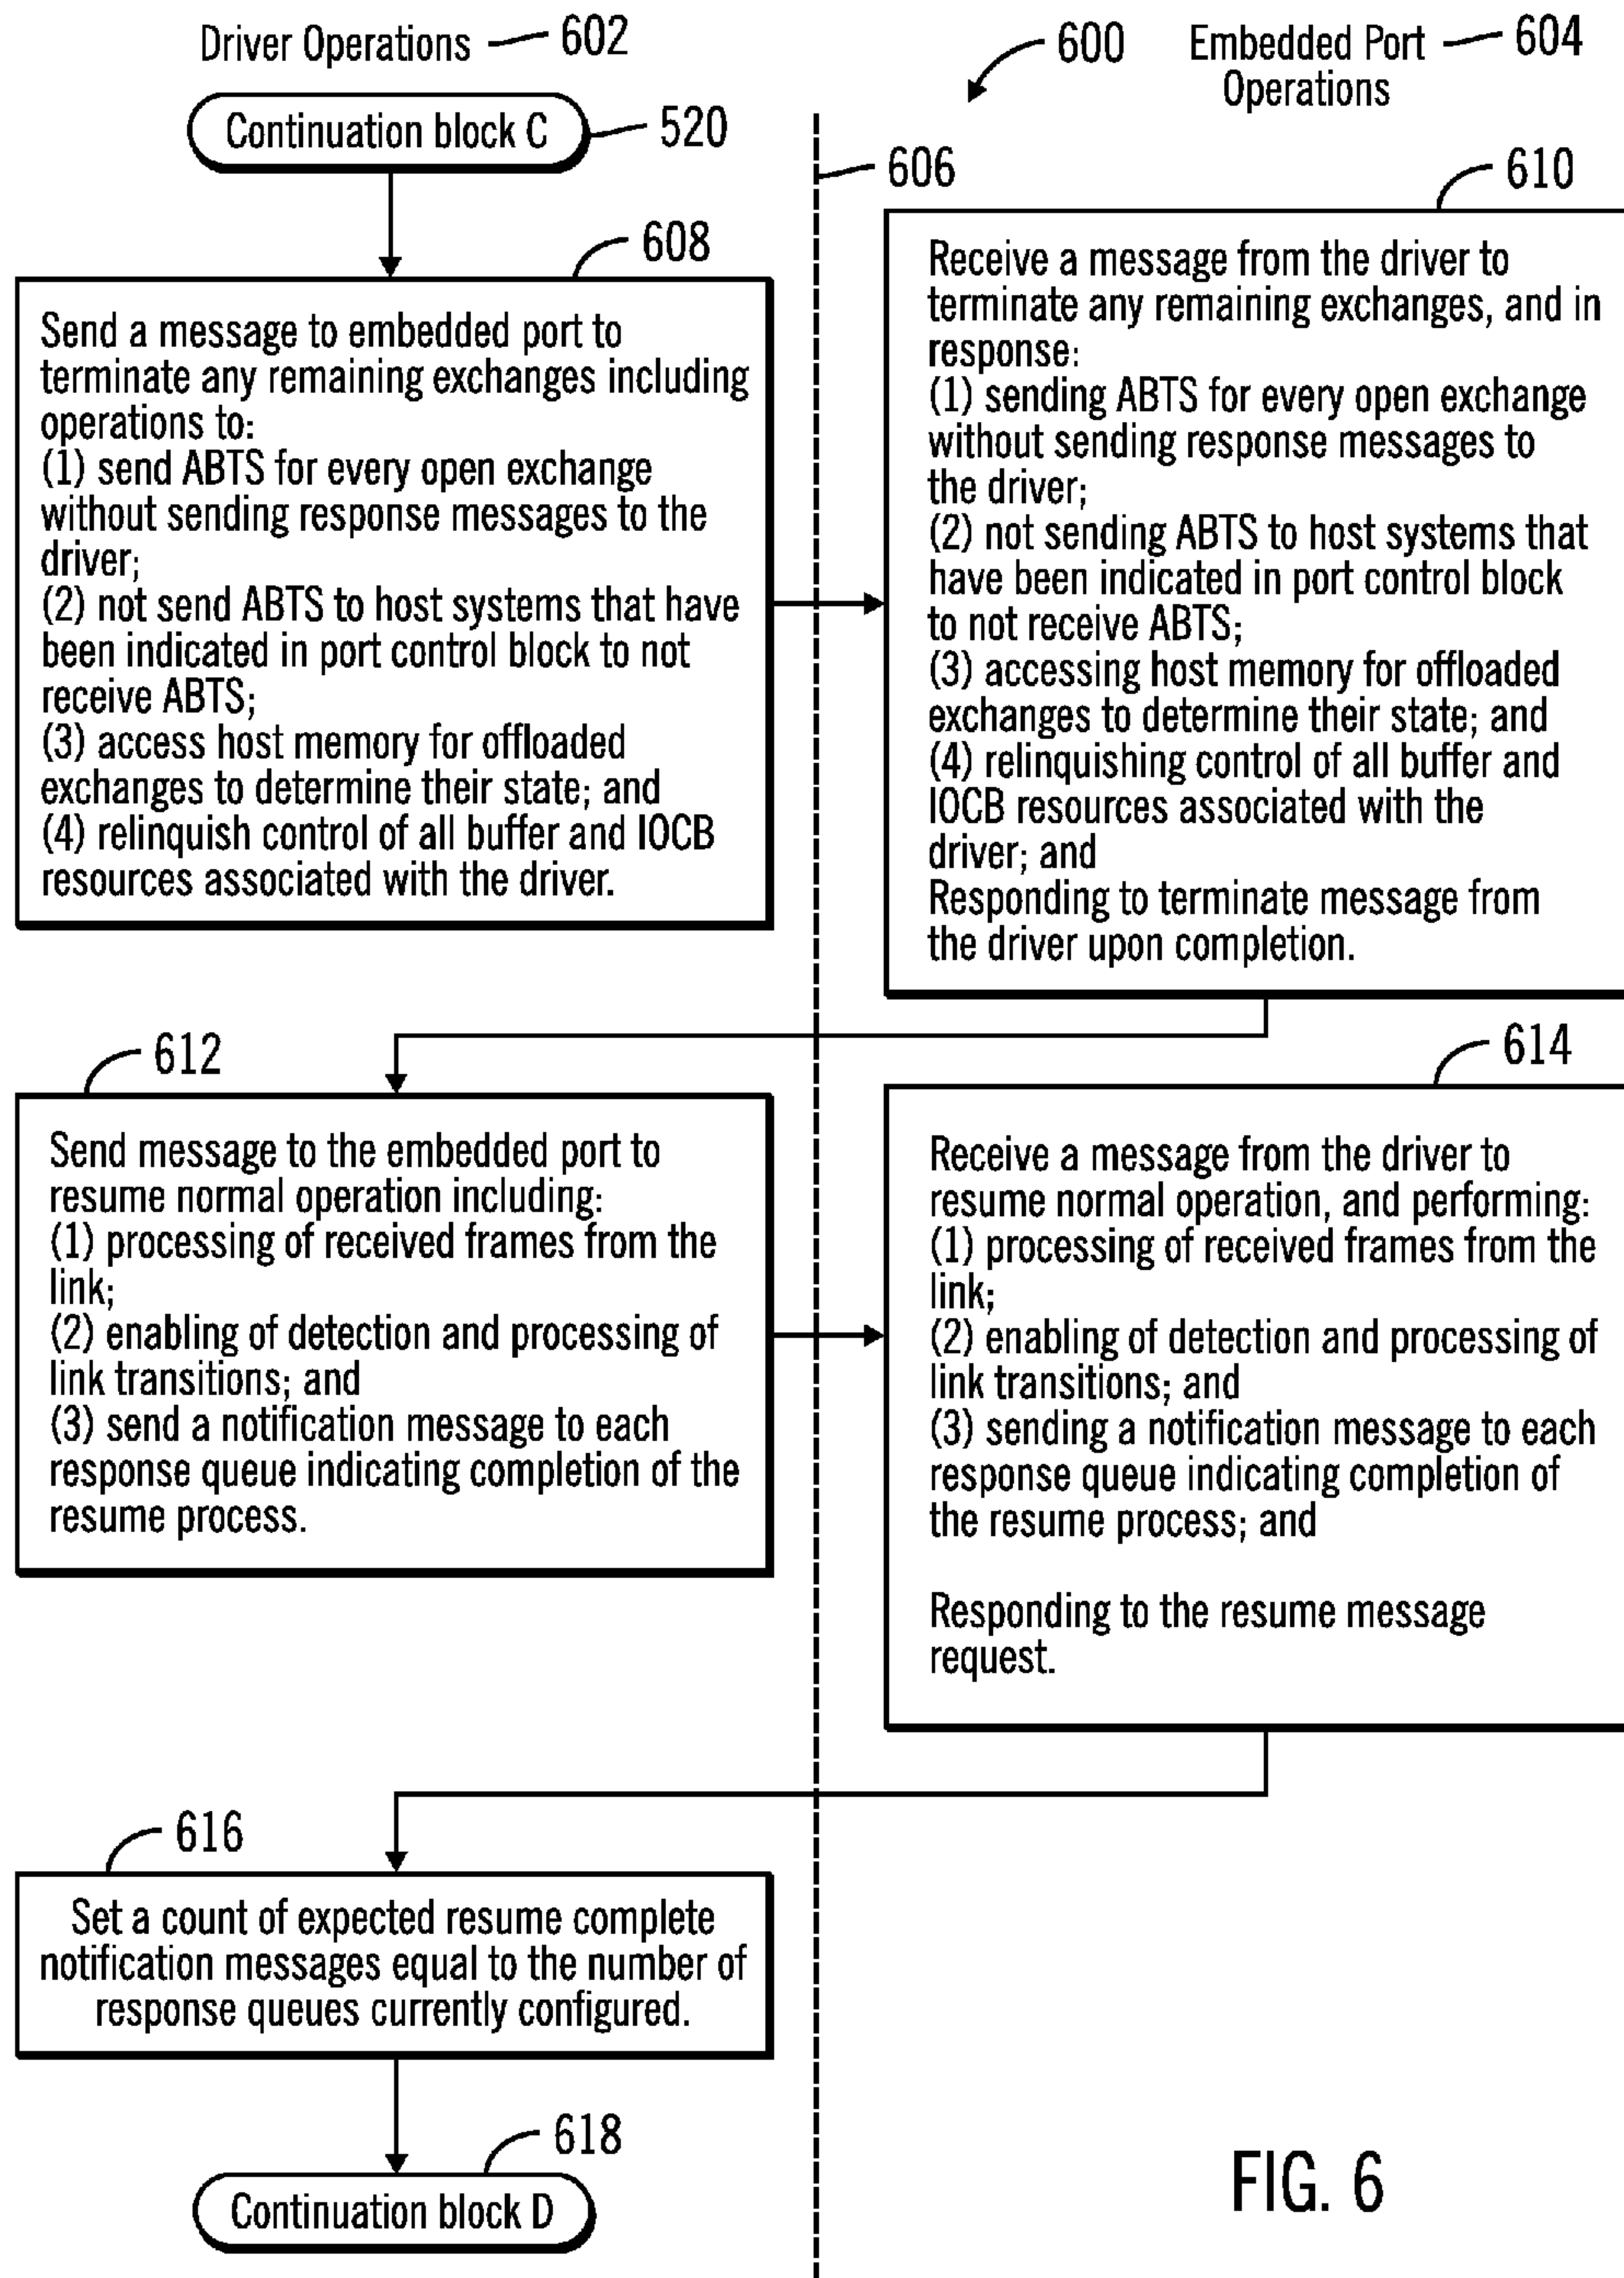 Driver Operations
602
600
Embedded Port
Operations
604
Continuation block C
520
606
608
Send a message to embedded port to
terminate any remaining exchanges including
operations to:
(1) send ABTS for every open exchange
without sending response messages to the
driver;
(2) not send ABTS to host systems that have
been indicated in port control block to not
receive ABTS;
(3) access host memory for offloaded
exchanges to determine their state; and
(4) relinquish control of all buffer and IOCB
resources associated with the driver.
610
Receive a message from the driver to
terminate any remaining exchanges, and in
response:
(1) sending ABTS for every open exchange
without sending response messages to
the driver;
(2) not sending ABTS to host systems that
have been indicated in port control block
to not receive ABTS;
(3) accessing host memory for offloaded
exchanges to determine their state; and
(4) relinquishing control of all buffer and
IOCB resources associated with the
driver; and
Responding to terminate message from
the driver upon completion.
612
Send message to the embedded port to
resume normal operation including:
(1) processing of received frames from the
link;
(2) enabling of detection and processing of
link transitions; and
(3) send a notification message to each
response queue indicating completion of the
resume process.
614
Receive a message from the driver to
resume normal operation, and performing:
(1) processing of received frames from the
link;
(2) enabling of detection and processing of
link transitions; and
(3) sending a notification message to each
response queue indicating completion of
the resume process; and
Responding to the resume message
request.
616
Set a count of expected resume complete
notification messages equal to the number of
response queues currently configured.
618
Continuation block D
FIG. 6